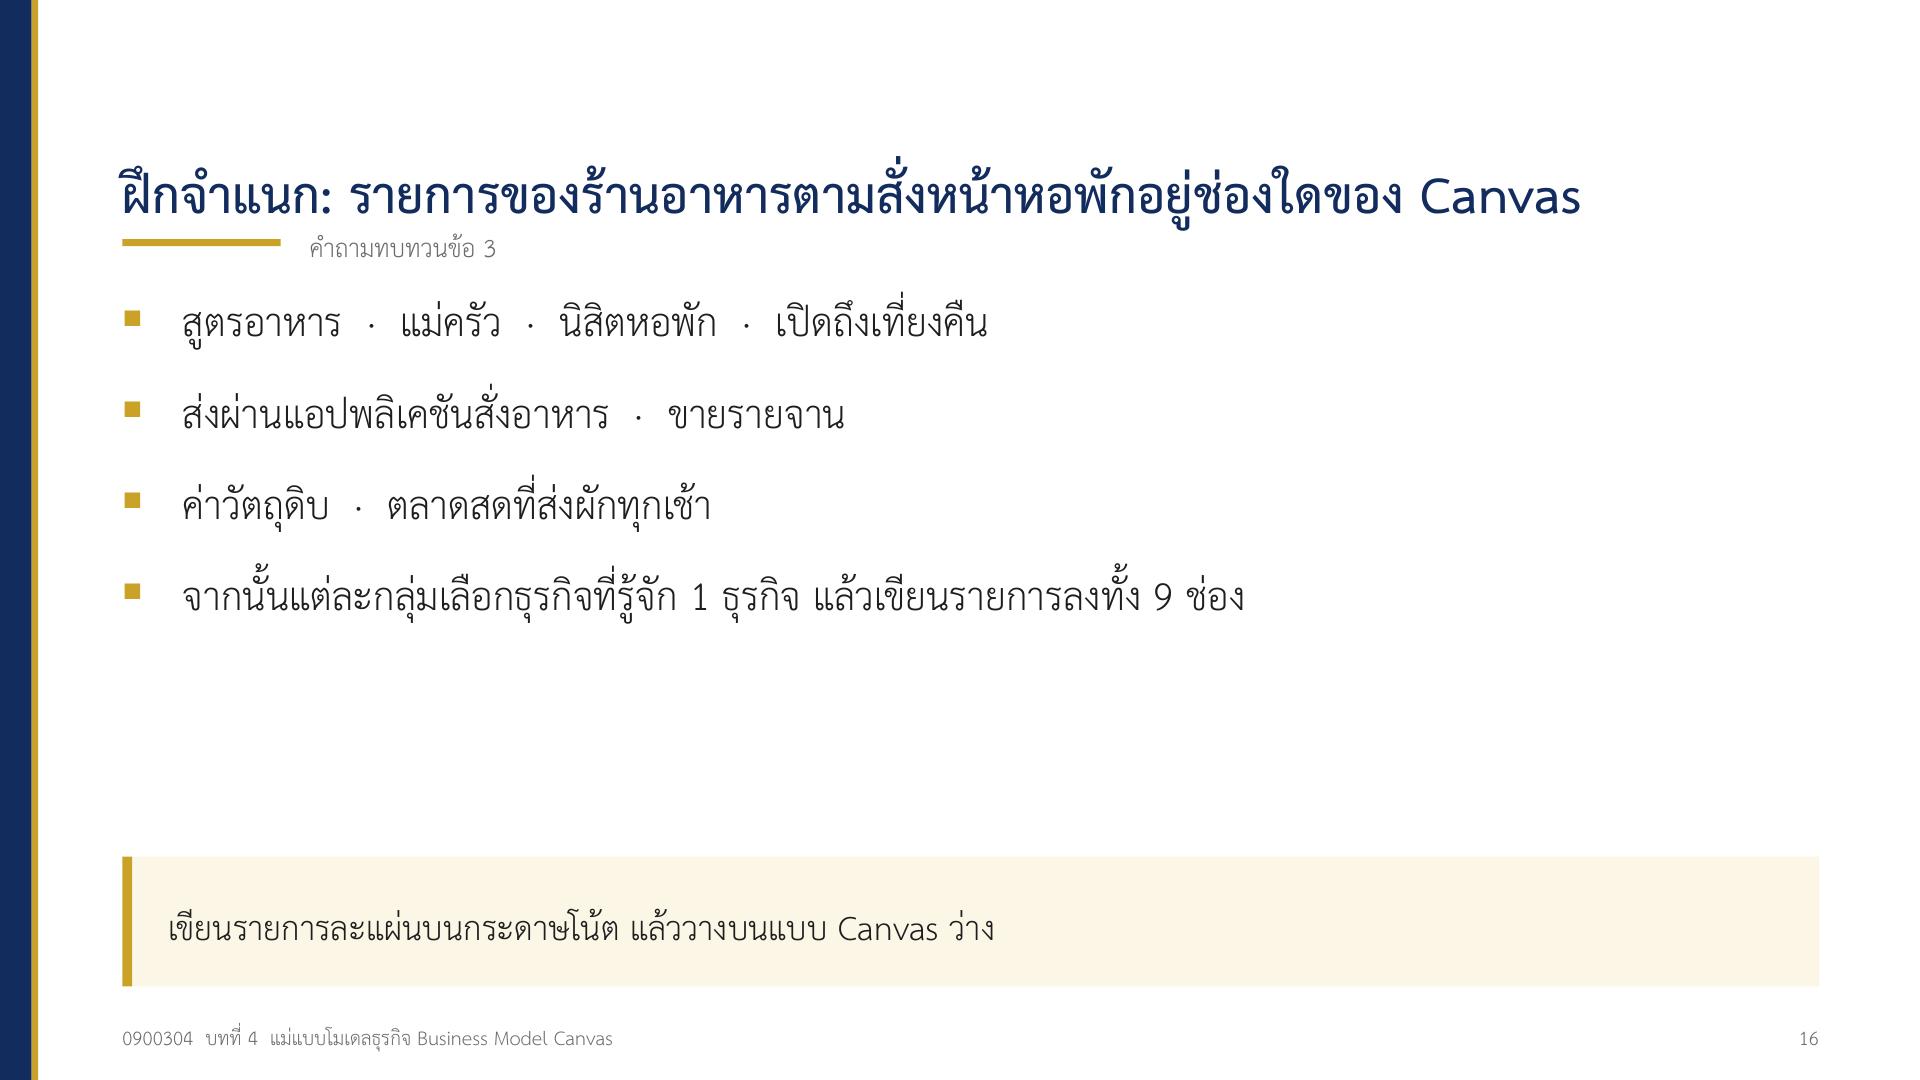 ฝึกจำแนก: รายการของร้านอาหารตามสั่งหน้าหอพักอยู่ช่องใดของ Canvas
คำถามทบทวนข้อ 3
สูตรอาหาร · แม่ครัว · นิสิตหอพัก · เปิดถึงเที่ยงคืน
ส่งผ่านแอปพลิเคชันสั่งอาหาร · ขายรายจาน
ค่าวัตถุดิบ · ตลาดสดที่ส่งผักทุกเช้า
จากนั้นแต่ละกลุ่มเลือกธุรกิจที่รู้จัก 1 ธุรกิจ แล้วเขียนรายการลงทั้ง 9 ช่อง
เขียนรายการละแผ่นบนกระดาษโน้ต แล้ววางบนแบบ Canvas ว่าง
0900304 บทที่ 4 แม่แบบโมเดลธุรกิจ Business Model Canvas
16